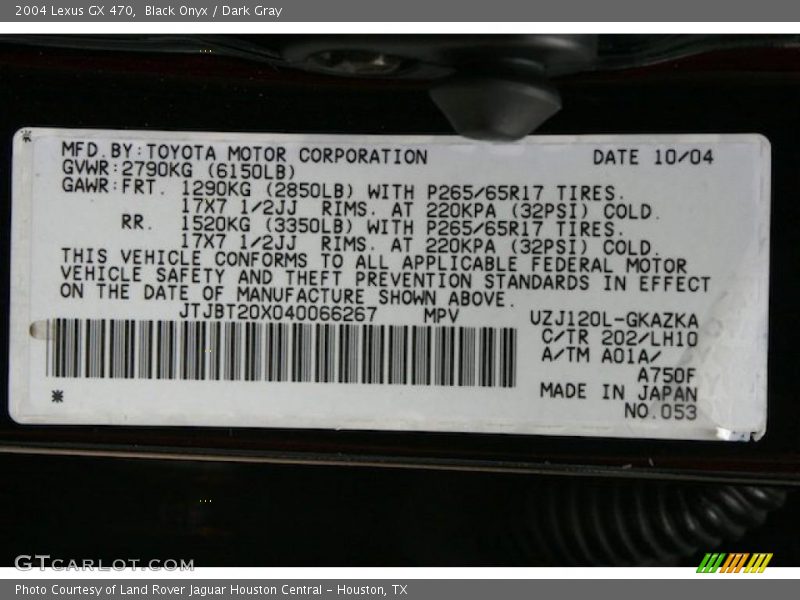 2004 Lexus GX 470, Black Onyx / Dark Gray
MFD.BY:TOYOTA MOTOR CORPORATION DATE 10/04
GVWR:2790KG (6150LB)
GAWR:FRT. 1290KG (2850LB) WITH P265/65R17 TIRES.
17X7 1/2JJ RIMS. AT 220KPA (32PSI) COLD.
RR. 1520KG (3350LB) WITH P265/65R17 TIRES.
17X7 1/2JJ RIMS. AT 220KPA (32PSI) COLD.
THIS VEHICLE CONFORMS TO ALL APPLICABLE FEDERAL MOTOR
VEHICLE SAFETY AND THEFT PREVENTION STANDARDS IN EFFECT
ON THE DATE OF MANUFACTURE SHOWN ABOVE.
JTJBT20X040066267 MPV UZJ120L-GKAZKA
C/TR 202/LH10
A/TM A01A/
A750F
MADE IN JAPAN
NO.053
GTCARLOT.COM
Photo Courtesy of Land Rover Jaguar Houston Central - Houston, TX